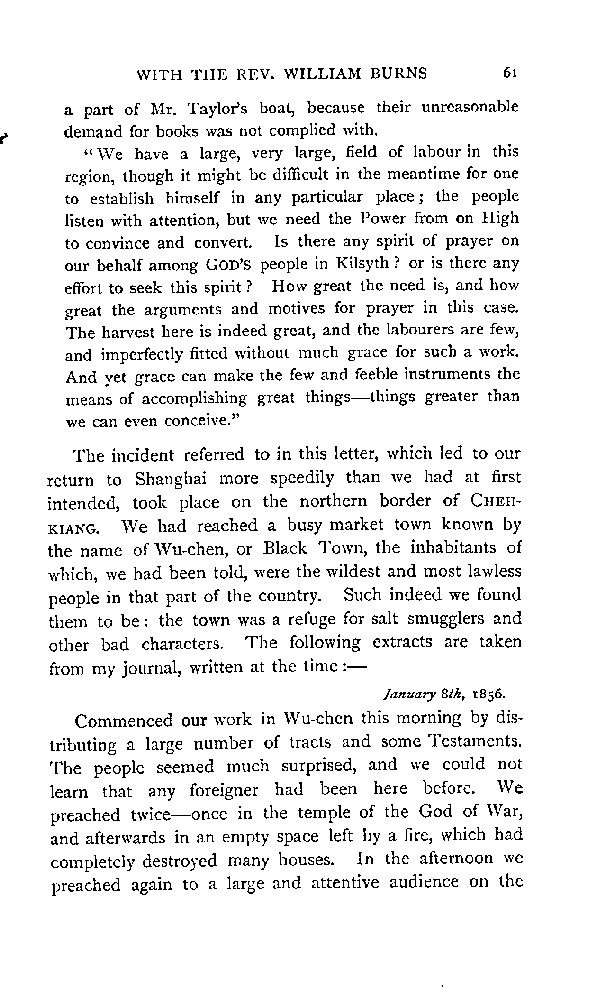 WITH THE REV. WILLIAM BURNS 61
a part of Mr. Taylor's boat, because their unreasonable
demand for books was not complied with.
"We have a large, very large, field of labour in this
region, though it might be difficult in the meantime for one
to establish himself in any particular place; the people
listen with attention, but we need the Power from on High
to convince and convert. Is there any spirit of prayer on
our behalf among GOD'S people in Kilsyth? or is there any
effort to seek this spirit? How great the need is, and how
great the arguments and motives for prayer in this case.
The harvest here is indeed great, and the labourers are few,
and imperfectly fitted without much grace for such a work.
And yet grace can make the few and feeble instruments the
means of accomplishing great things—things greater than
we can even conceive."
The incident referred to in this letter, which led to our
return to Shanghai more speedily than we had at first
intended, took place on the northern border of CHEH-
KIANG. We had reached a busy market town known by
the name of Wu-chen, or Black Town, the inhabitants of
which, we had been told, were the wildest and most lawless
people in that part of the country. Such indeed we found
them to be: the town was a refuge for salt smugglers and
other bad characters. The following extracts are taken
from my journal, written at the time:—
January 8th, 1856.
Commenced our work in Wu-chen this morning by dis-
tributing a large number of tracts and some Testaments.
The people seemed much surprised, and we could not
learn that any foreigner had been here before. We
preached twice—once in the temple of the God of War,
and afterwards in an empty space left by a fire, which had
completely destroyed many houses. In the afternoon we
preached again to a large and attentive audience on the